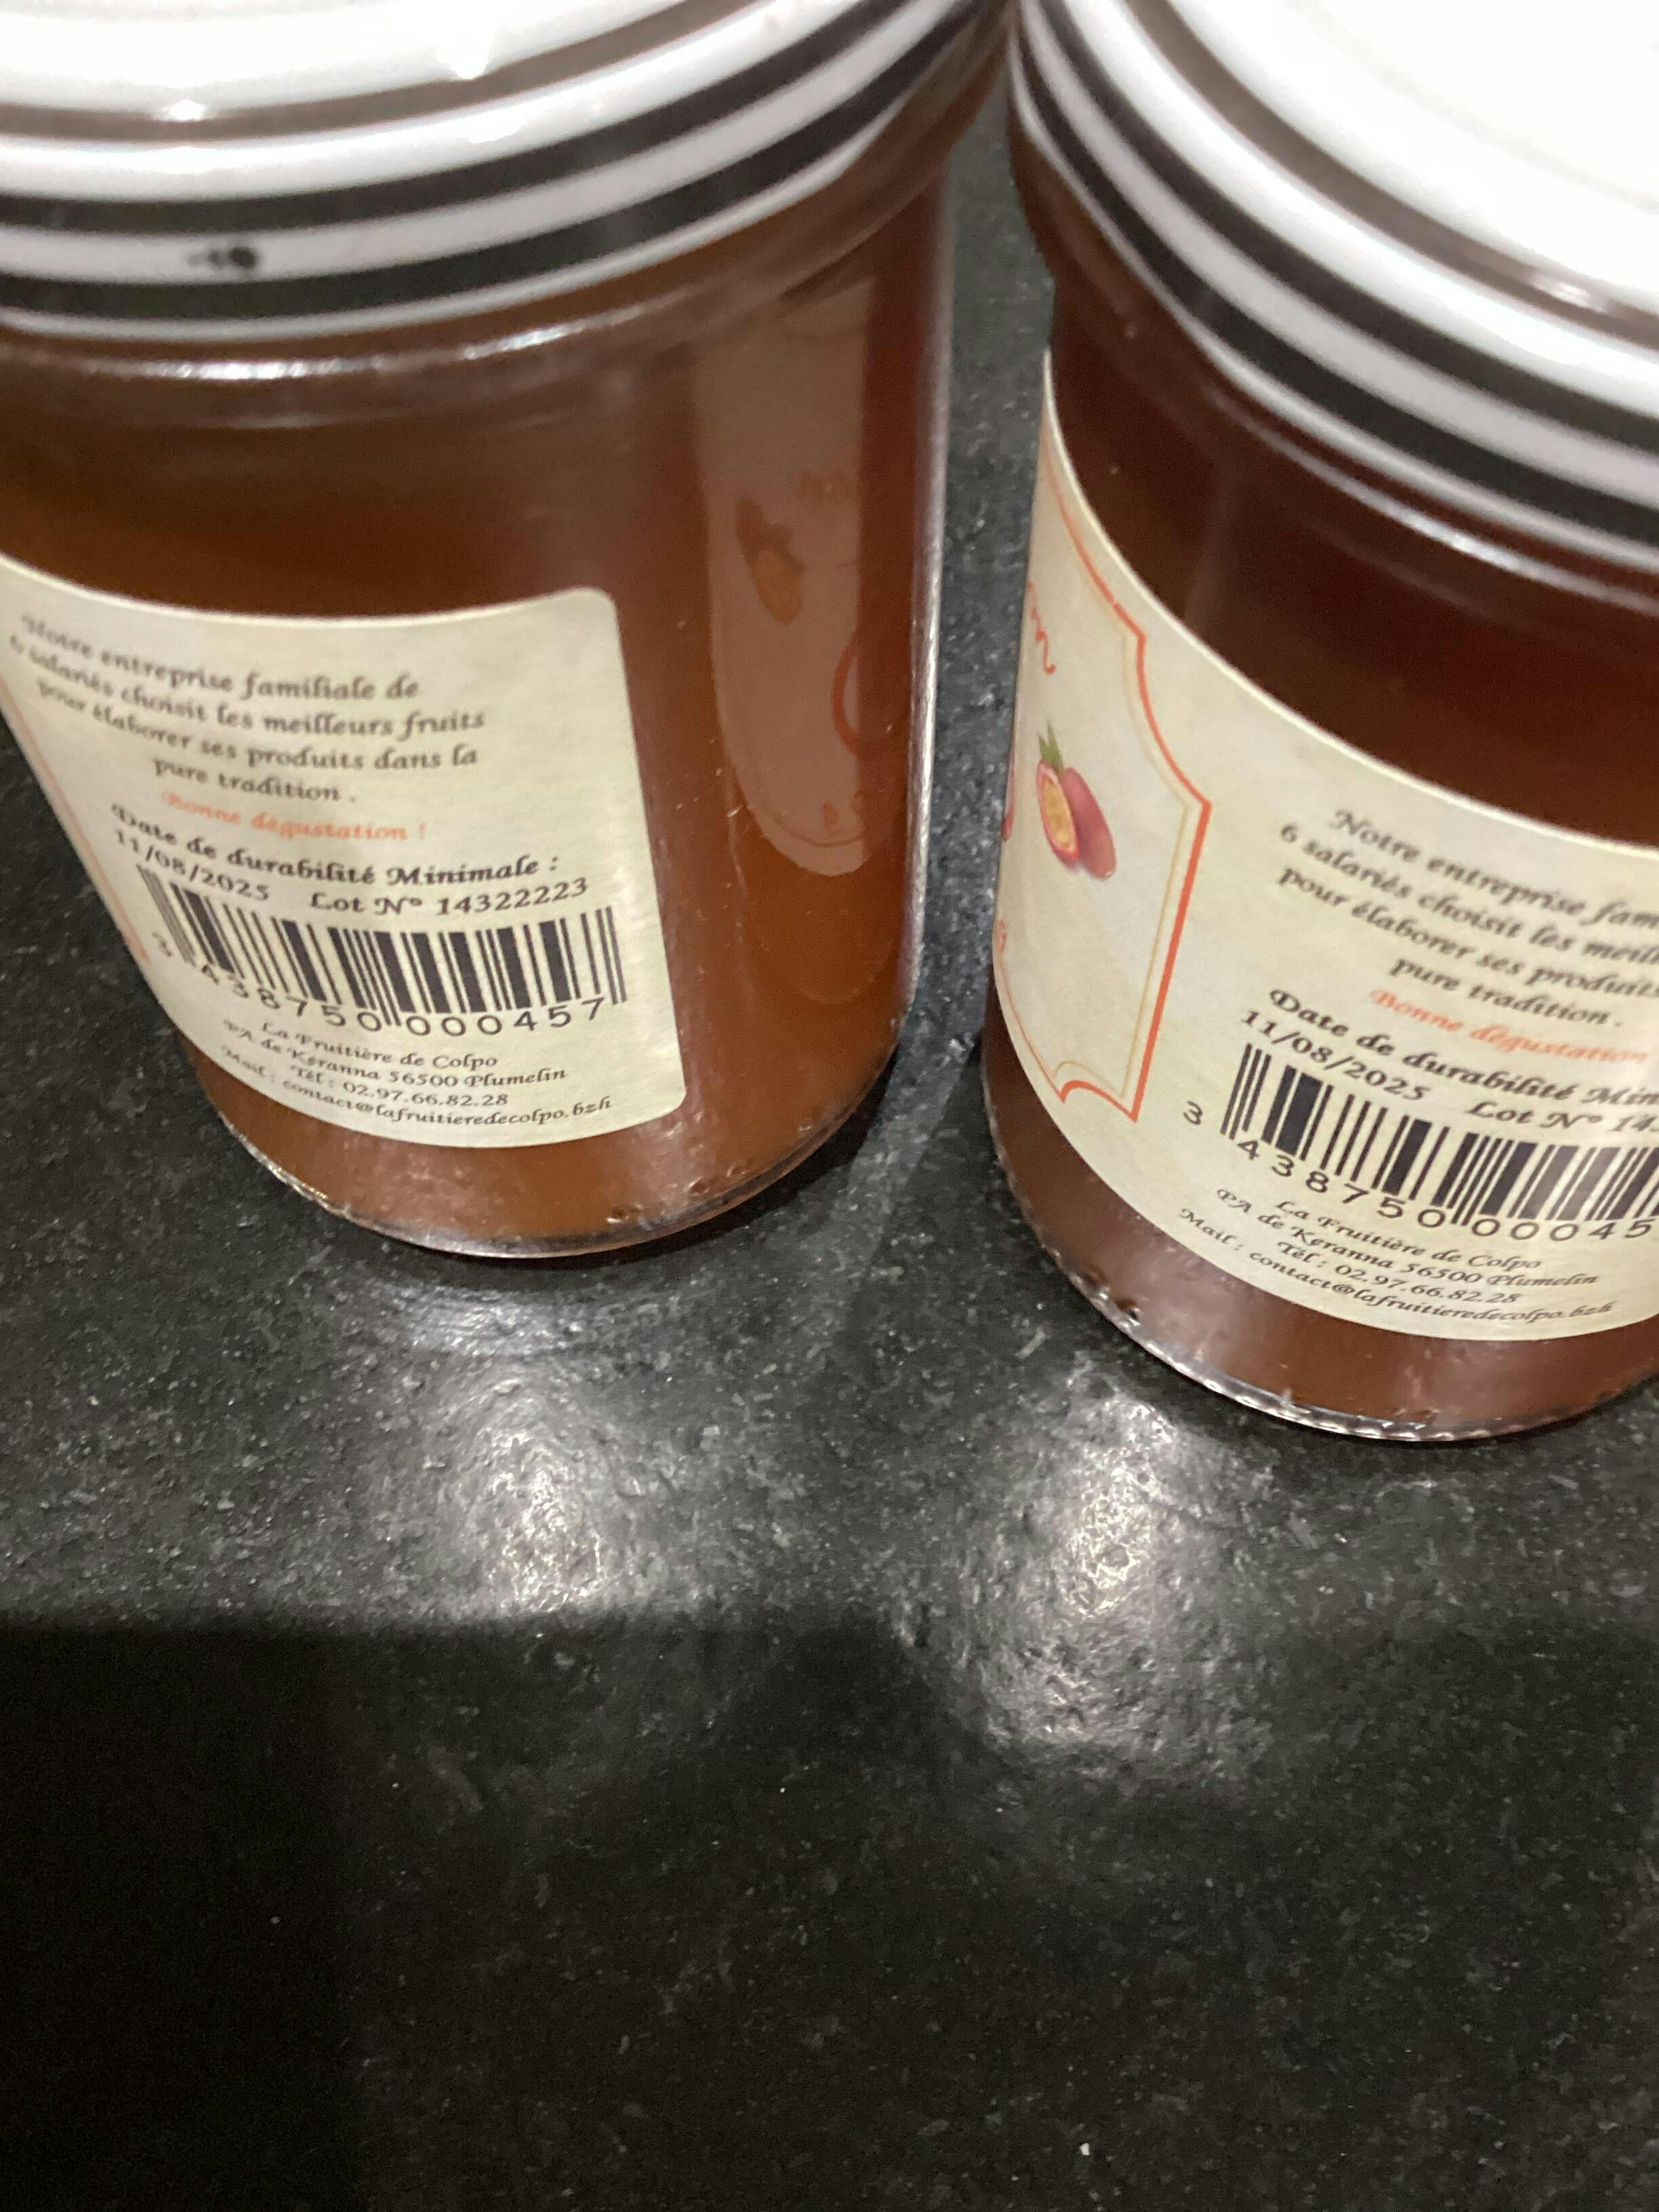 Notre entreprise familiale de
6 salariés choisit les meilleurs fruits
pour élaborer ses produits dans la
pure tradition .
Bonne dégustation !
Date de durabilité Minimale :
11/08/2025 Lot N° 14322223
3 438750 000457
La Fruitière de Colpo
PA de Keranna 56500 Plumelin
Tél : 02.97.66.82.28
Mail : contact@lafruitieredecolpo.bzh
Notre entreprise fam
6 salariés choisit les meill
pour élaborer ses produits
pure tradition .
Bonne dégustation
Date de durabilité Min
11/08/2025 Lot N° 14
3 438750 00045
La Fruitière de Colpo
PA de Keranna 56500 Plumelin
Tél : 02.97.66.82.28
Mail : contact@lafruitieredecolpo.bzh